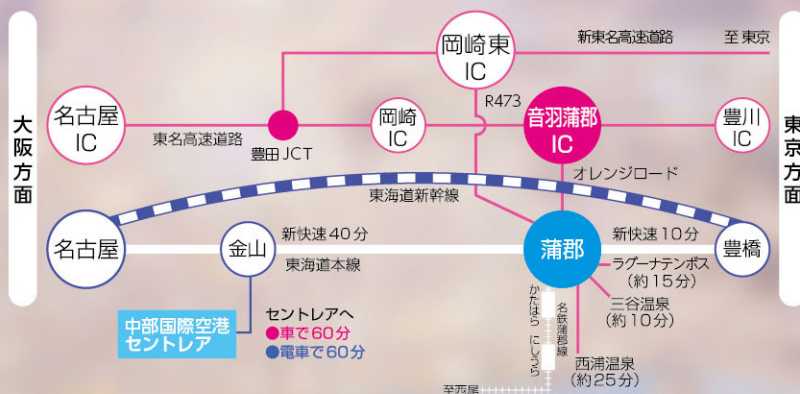 大阪方面
東京方面
岡崎東
IC
新東名高速道路
至 東京
名古屋
IC
東名高速道路
豊田JCT
岡崎
IC
R473
音羽蒲郡
IC
豊川
IC
オレンジロード
東海道新幹線
名古屋
金山
新快速40分
東海道本線
蒲郡
新快速10分
豊橋
ラグーナテンボス
(約15分)
三谷温泉
(約10分)
西浦温泉
(約25分)
中部国際空港
セントレア
セントレアへ
●車で60分
●電車で60分
かたはら
にしうら
名鉄蒲郡線
至西尾